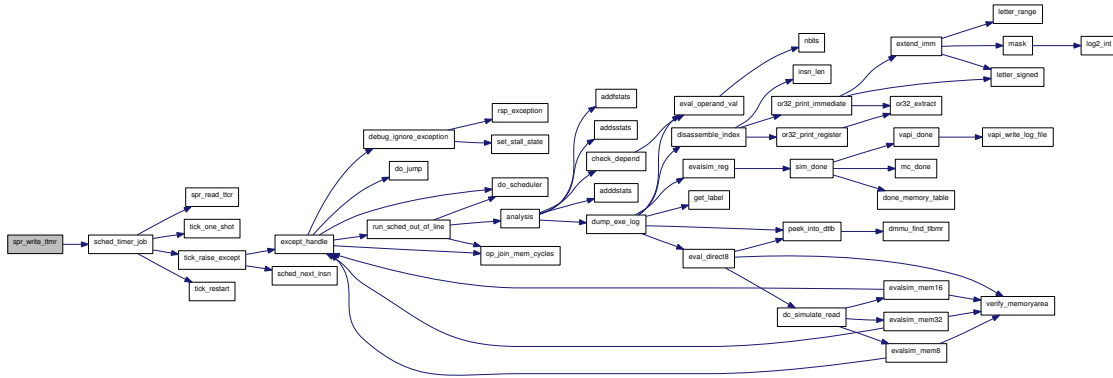 spr_write_ttmr
sched_timer_job
spr_read_ttcr
tick_one_shot
tick_raise_except
tick_restart
except_handle
sched_next_insn
debug_ignore_exception
do_jump
run_sched_out_of_line
rsp_exception
set_stall_state
do_scheduler
analysis
op_join_mem_cycles
addfstats
addsstats
check_depend
adddstats
dump_exe_log
eval_operand_val
disassemble_index
evalsim_reg
get_label
eval_direct8
nbits
insn_len
or32_print_immediate
or32_print_register
sim_done
peek_into_dtlb
dc_simulate_read
extend_imm
or32_extract
vapi_done
mc_done
done_memory_table
dmmu_find_tlbmr
evalsim_mem16
evalsim_mem32
evalsim_mem8
letter_range
mask
letter_signed
vapi_write_log_file
verify_memoryarea
log2_int